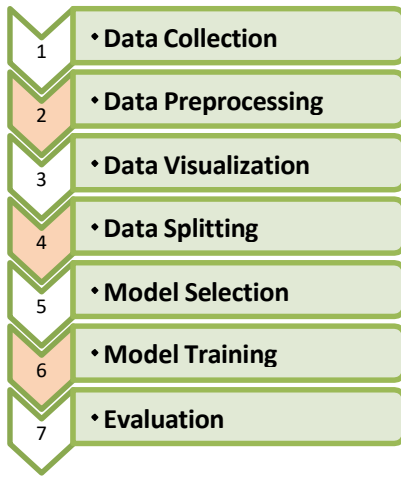 1 • Data Collection
2 • Data Preprocessing
3 • Data Visualization
4 • Data Splitting
5 • Model Selection
6 • Model Training
7 • Evaluation